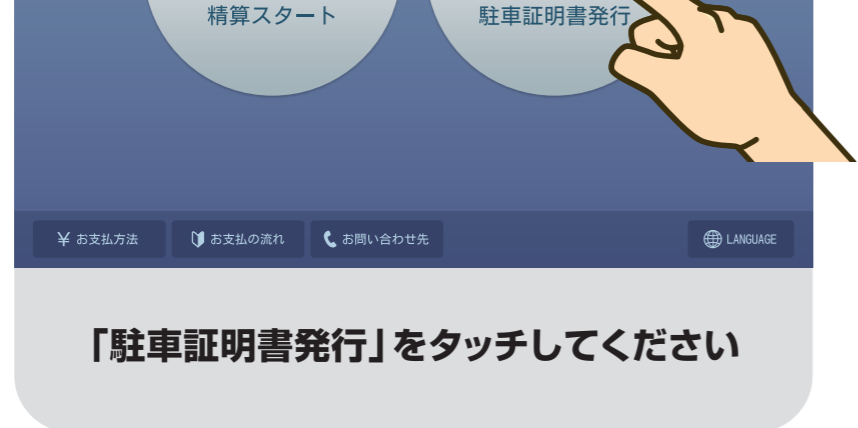 精算スタート
駐車証明書発行
¥ お支払方法
お支払の流れ
お問い合わせ先
LANGUAGE
「駐車証明書発行」をタッチしてください